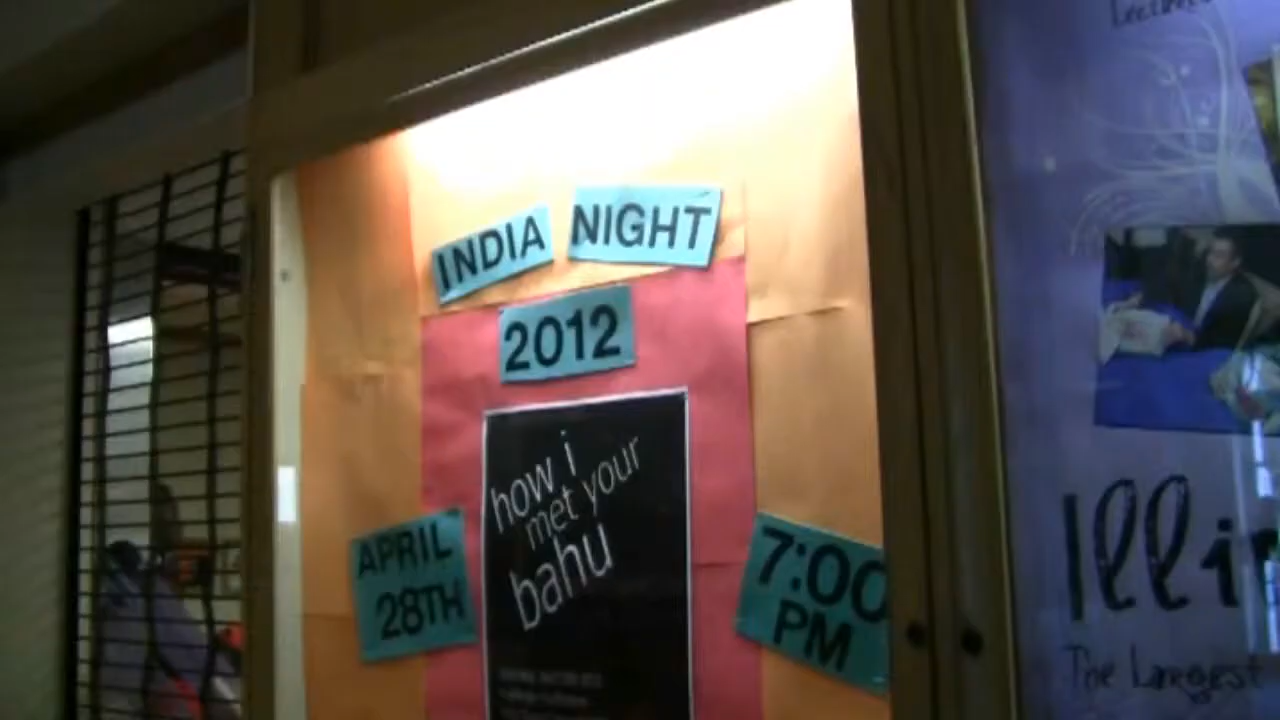 INDIA NIGHT
2012
how i
met your
bahu
APRIL
28TH
7:00
PM
The Largest